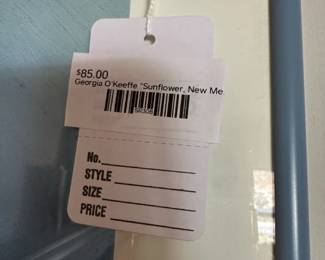 $85.00
Georgia O'Keeffe "Sunflower, New Me
No.
STYLE
SIZE
PRICE